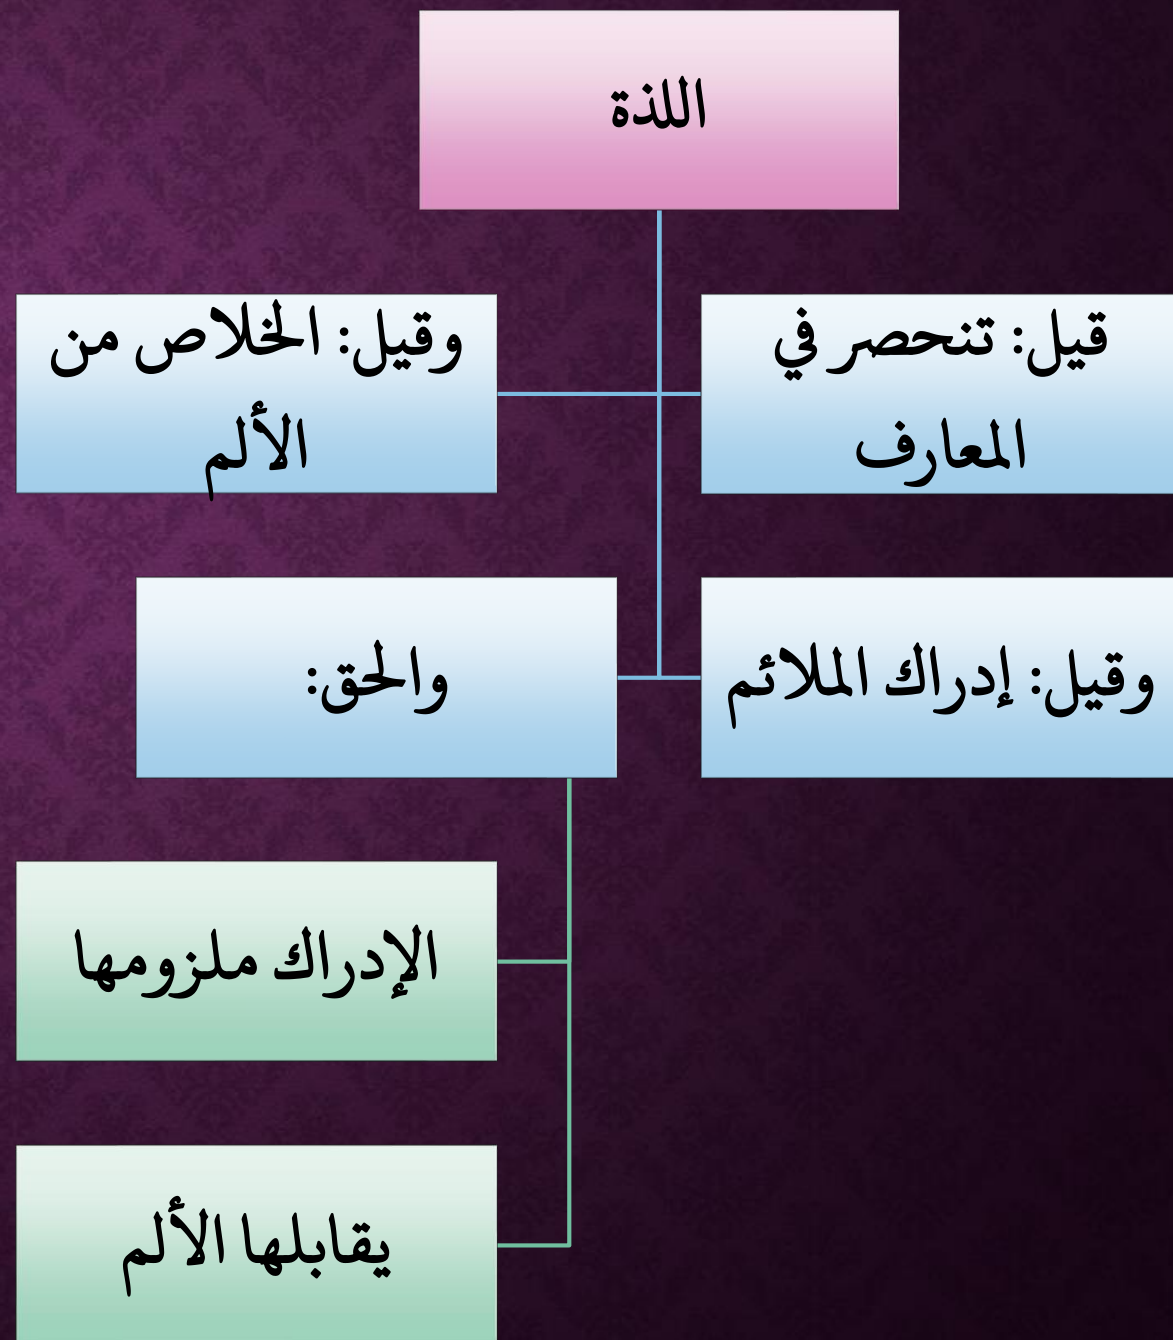 اللذة
قيل: تنحصر في
المعارف
وقيل: الخلاص من
الألم
وقيل: إدراك الملائم
والحق:
الإدراك ملزومها
يقابلها الألم